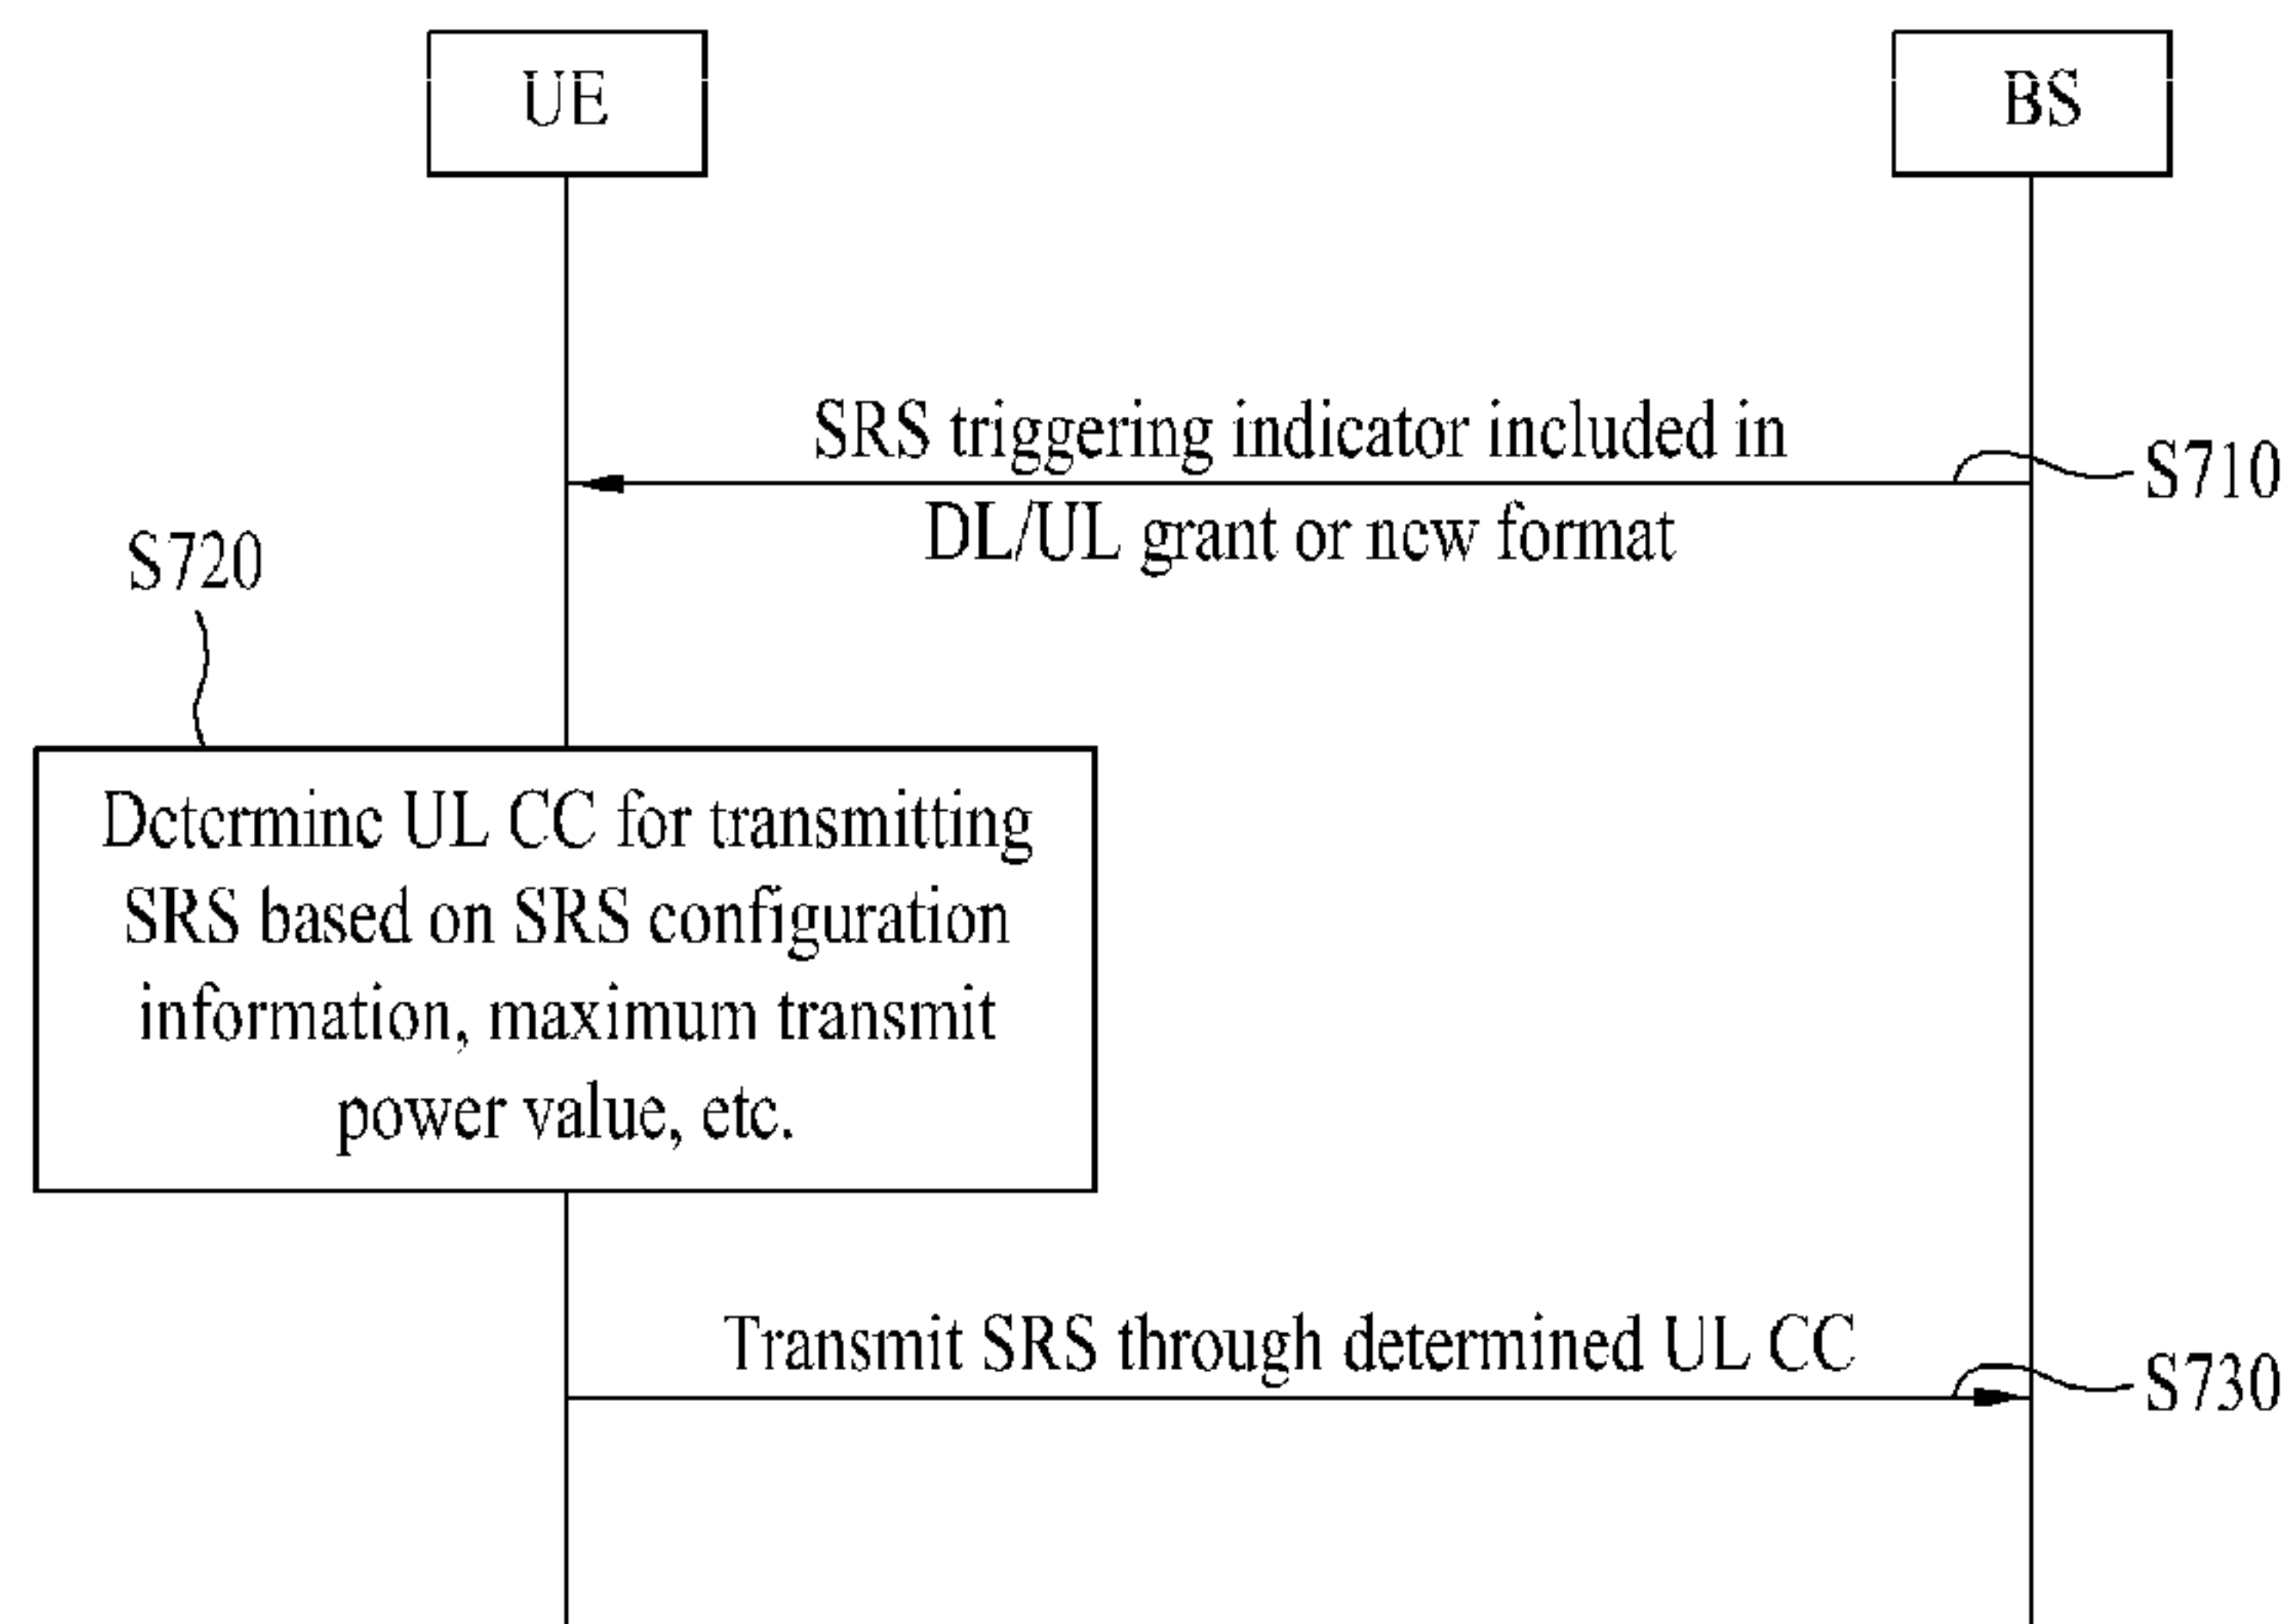 UE
BS
SRS triggering indicator included in
DL/UL grant or new format
S710
S720
Determine UL CC for transmitting
SRS based on SRS configuration
information, maximum transmit
power value, etc.
Transmit SRS through determined UL CC
S730